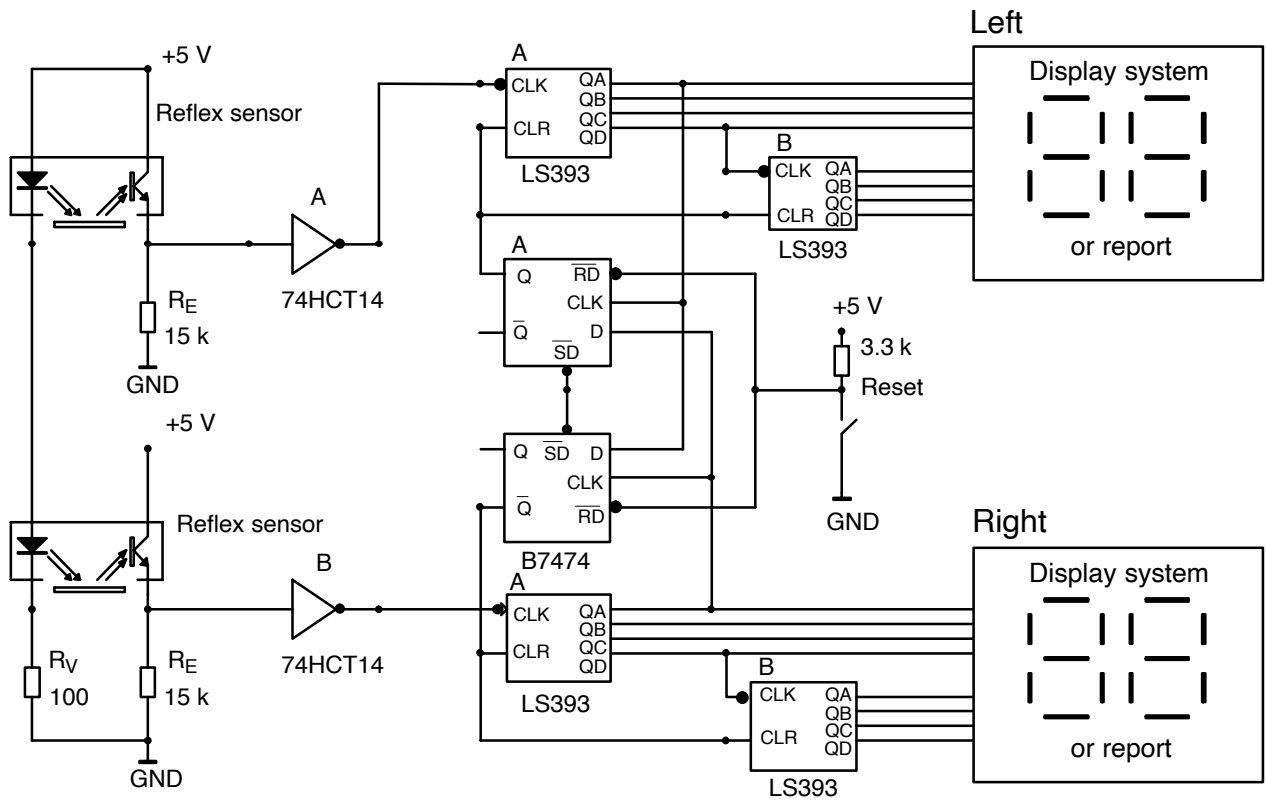 Left
+5 V
Reflex sensor
A
CLK
CLR
QA
QB
QC
QD
LS393
Display system
or report
B
CLK
CLR
QA
QB
QC
QD
LS393
A
74HCT14
RE
15 k
GND
A
Q
Q
RD
CLK
D
SD
+5 V
3.3 k
Reset
GND
+5 V
Reflex sensor
Q
SD
D
CLK
Q
RD
B7474
B
74HCT14
RV
100
RE
15 k
GND
A
CLK
CLR
QA
QB
QC
QD
LS393
B
CLK
CLR
QA
QB
QC
QD
LS393
Right
Display system
or report